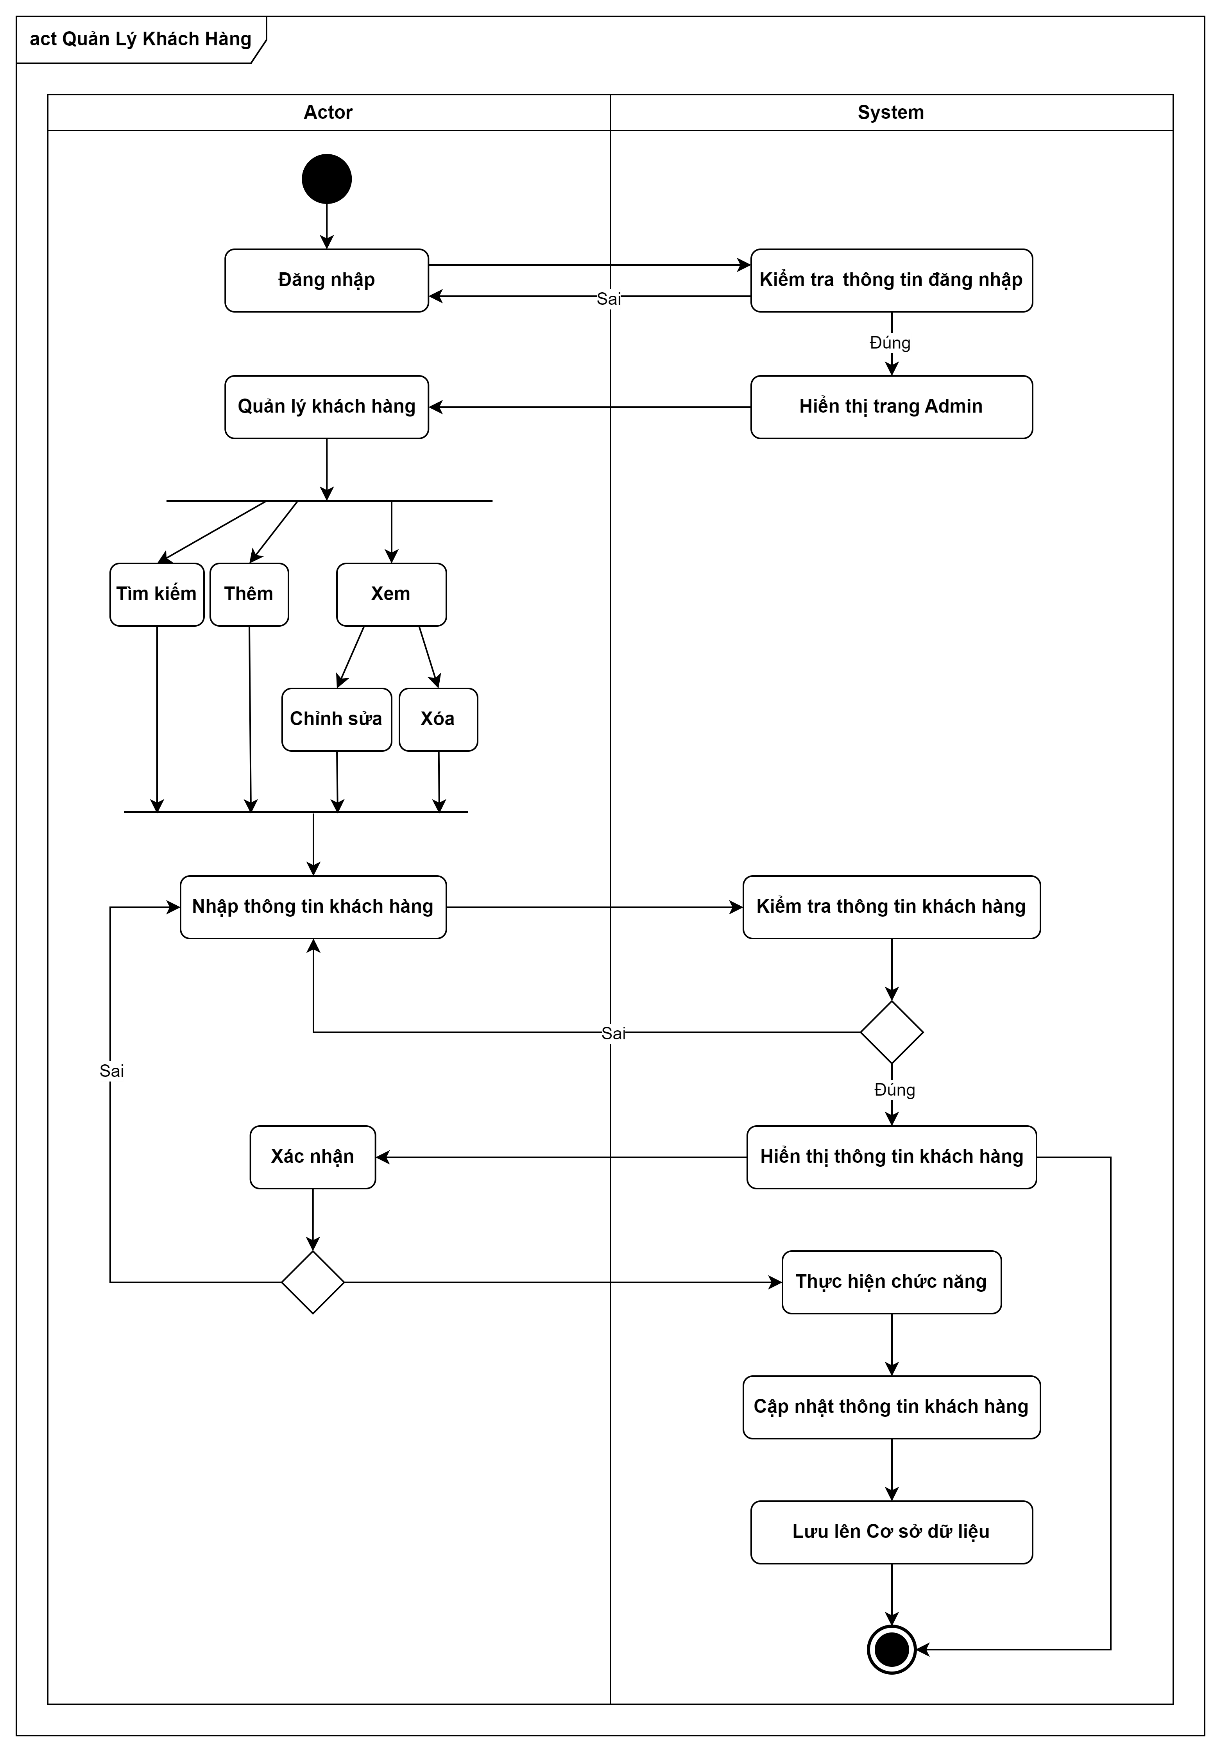 act Quản Lý Khách Hàng
Actor
System
Đăng nhập
Kiểm tra thông tin đăng nhập
Sai
Đúng
Quản lý khách hàng
Hiển thị trang Admin
Tìm kiếm
Thêm
Xem
Chỉnh sửa
Xóa
Nhập thông tin khách hàng
Kiểm tra thông tin khách hàng
Sai
Sai
Đúng
Xác nhận
Hiển thị thông tin khách hàng
Thực hiện chức năng
Cập nhật thông tin khách hàng
Lưu lên Cơ sở dữ liệu